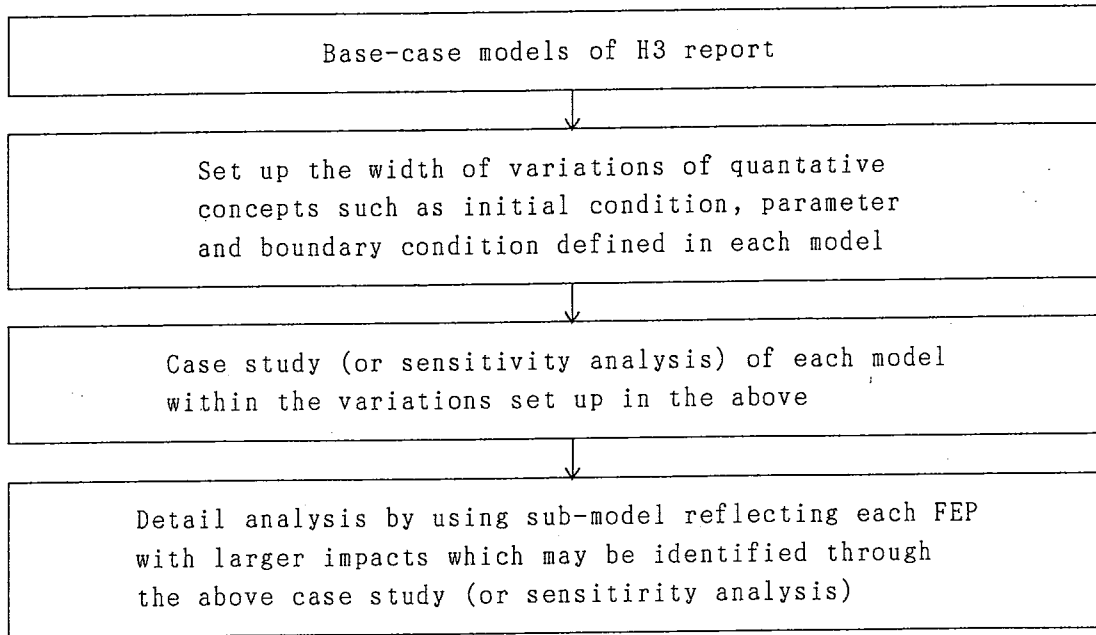 Base-case models of H3 report
Set up the width of variations of quantative
concepts such as initial condition, parameter
and boundary condition defined in each model
Case study (or sensitivity analysis) of each model
within the variations set up in the above
Detail analysis by using sub-model reflecting each FEP
with larger impacts which may be identified through
the above case study (or sensitirity analysis)